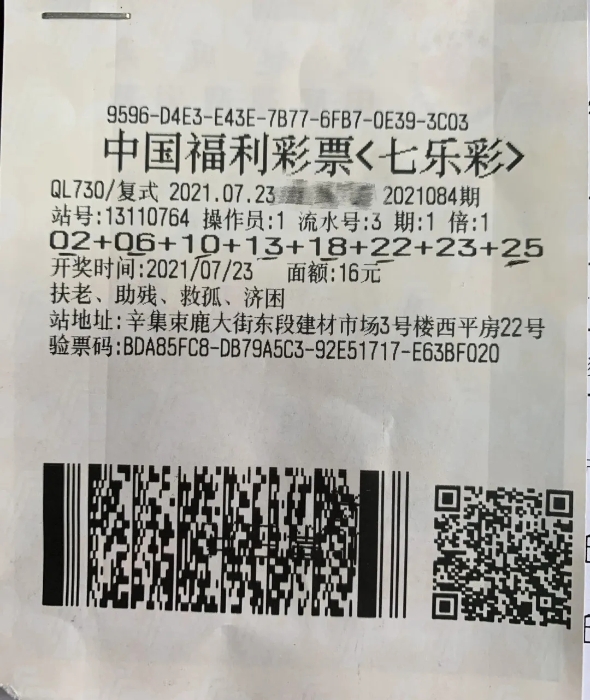 9596-D4E3-E43E-7B77-6FB7-0E39-3C03
中国福利彩票<七乐彩>
QL730/复式 2021.07.23 2021084期
站号:13110764 操作员:1 流水号:3 期:1 倍:1
02+06+10+13+18+22+23+25
开奖时间:2021/07/23 面额:16元
扶老、助残、救孤、济困
站地址:辛集束鹿大街东段建材市场3号楼西平房22号
验票码:BDA85FC8-DB79A5C3-92E51717-E63BF020